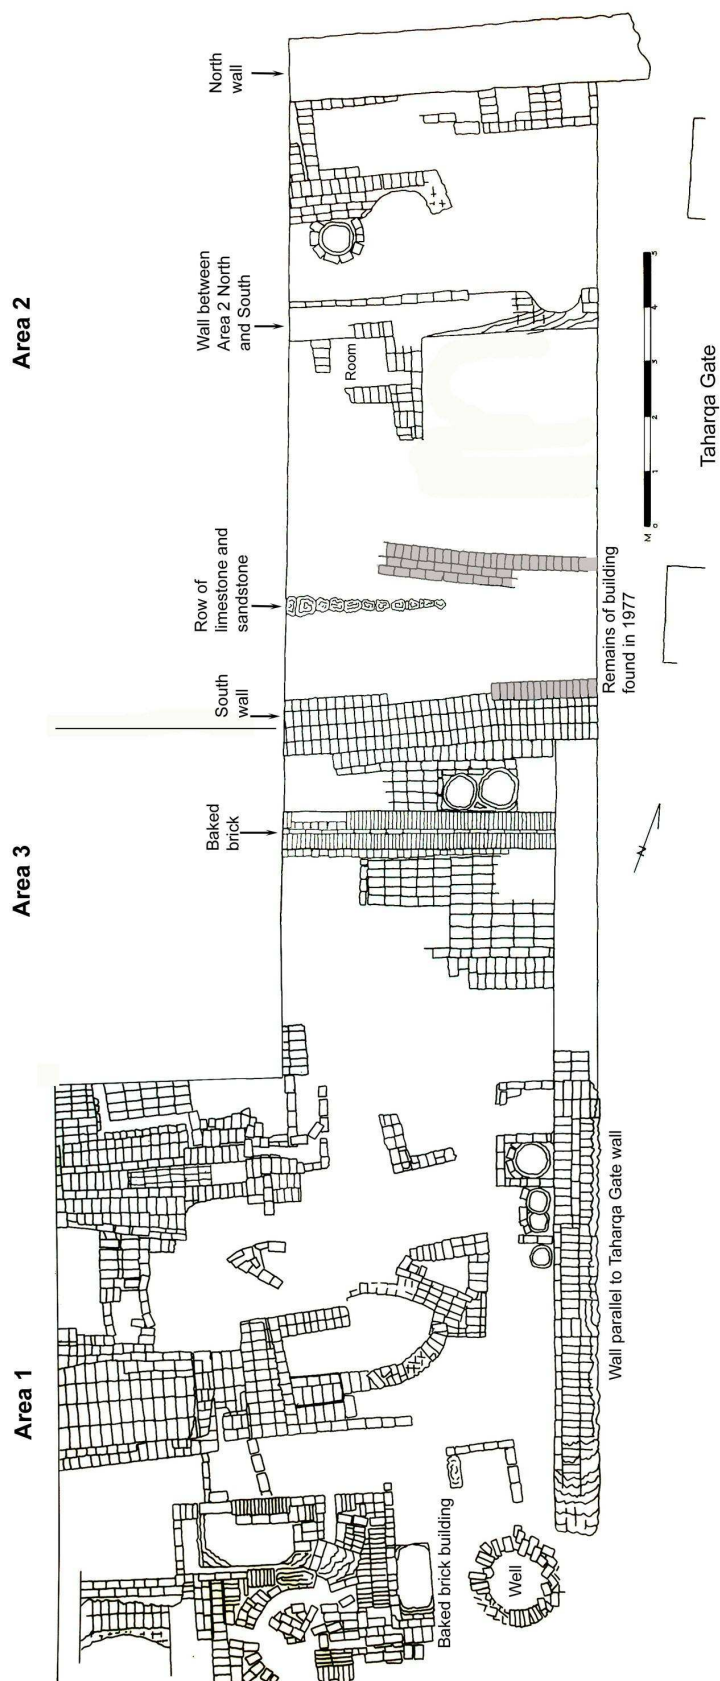 North
wall
Area 2
Wall between
Area 2 North
and South
Room
M 0 1 2 3 4 5
Taharqa Gate
Row of
limestone and
sandstone
Remains of building
found in 1977
South
wall
Baked
brick
Area 3
N
Area 1
Wall parallel to Taharqa Gate wall
Baked brick building
Well